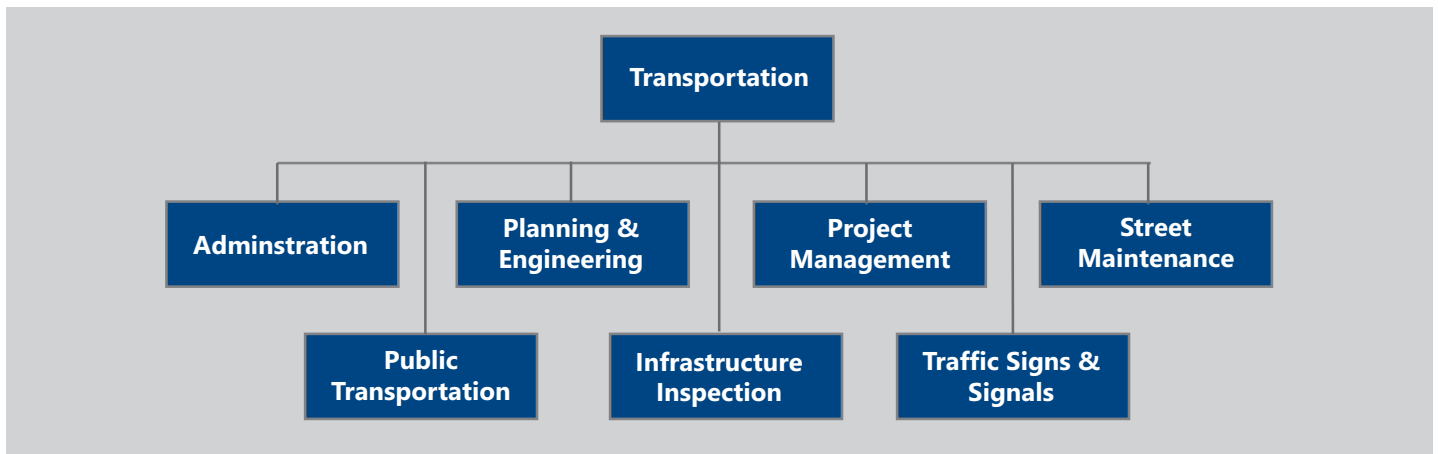 Transportation
Adminstration
Planning &
Engineering
Project
Management
Street
Maintenance
Public
Transportation
Infrastructure
Inspection
Traffic Signs &
Signals